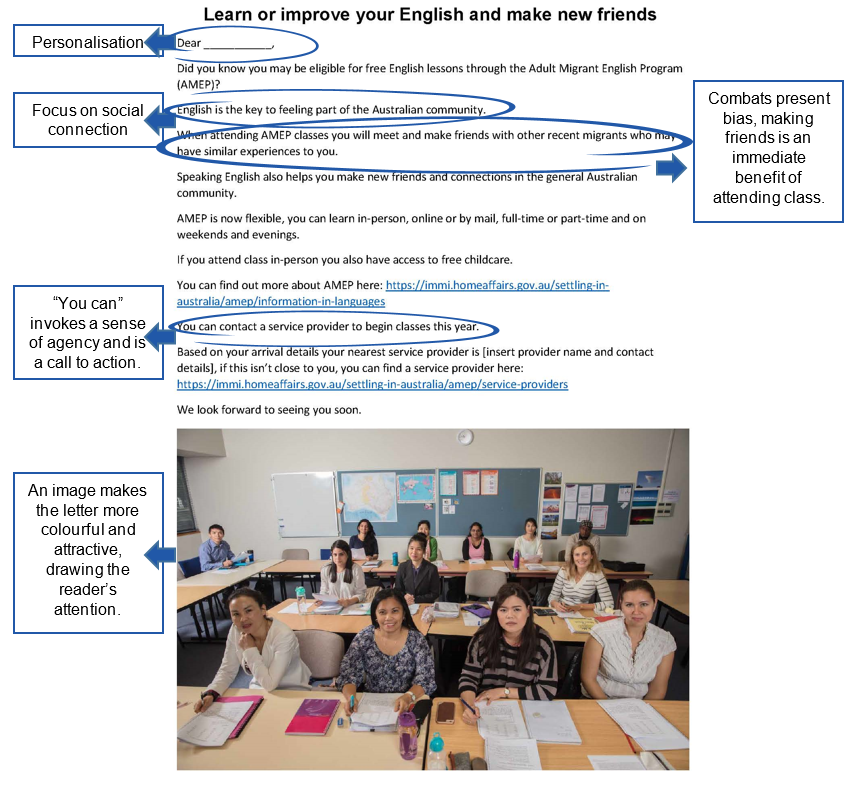 Learn or improve your English and make new friends
Personalisation
Dear ____________,
Did you know you may be eligible for free English lessons through the Adult Migrant English Program
(AMEP)?
Focus on social
connection
English is the key to feeling part of the Australian community.
When attending AMEP classes you will meet and make friends with other recent migrants who may
have similar experiences to you.
Combats present
bias, making
friends is an
immediate
benefit of
attending class.
Speaking English also helps you make new friends and connections in the general Australian
community.
AMEP is now flexible, you can learn in-person, online or by mail, full-time or part-time and on
weekends and evenings.
If you attend class in-person you also have access to free childcare.
You can find out more about AMEP here: https://immi.homeaffairs.gov.au/settling-in-
australia/amep/information-in-languages
“You can”
invokes a sense
of agency and is
a call to action.
You can contact a service provider to begin classes this year.
Based on your arrival details your nearest service provider is [insert provider name and contact
details], if this isn’t close to you, you can find a service provider here:
https://immi.homeaffairs.gov.au/settling-in-australia/amep/service-providers
We look forward to seeing you soon.
An image makes
the letter more
colourful and
attractive,
drawing the
reader’s
attention.